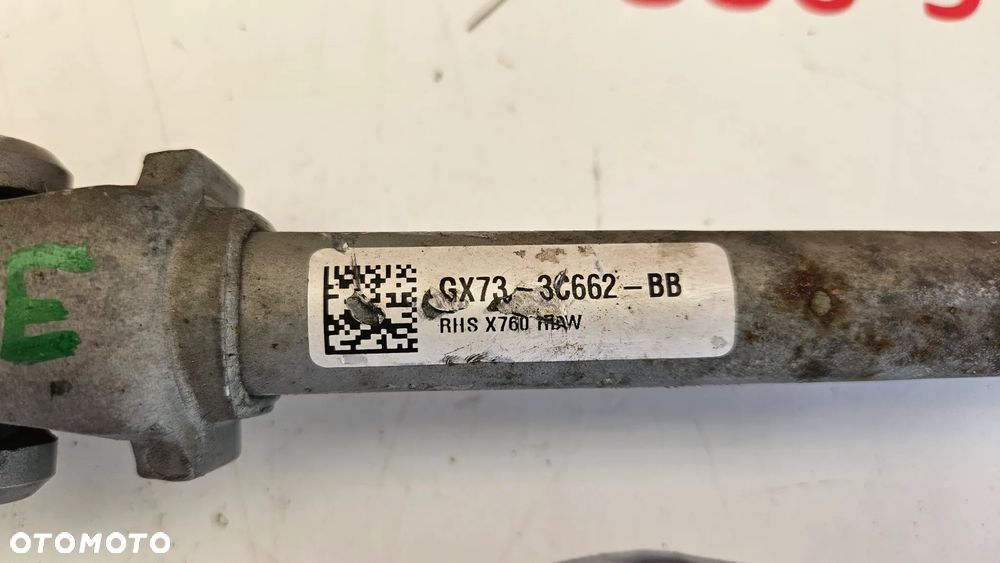 E
GX73-3C662-BB
RHS X760
OTOMOTO